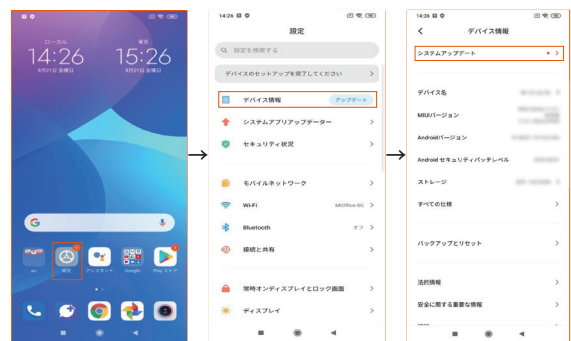 ローカル
東京
14:26
15:26
8月21日 金曜日
8月21日 金曜日
G
au
設定
アシスタント
Google
Play ストア
14:26
設定
設定を検索する
デバイスのセットアップを完了してください
デバイス情報
アップデート
システムアプリアップデーター
セキュリティ状況
モバイルネットワーク
Wi-Fi
Bluetooth
オフ
接続と共有
常時オンディスプレイとロック画面
ディスプレイ
14:26
デバイス情報
システムアップデート
デバイス名
MIUIバージョン
Androidバージョン
Android セキュリティパッチレベル
ストレージ
すべての仕様
バックアップとリセット
法的情報
安全に関する重要な情報